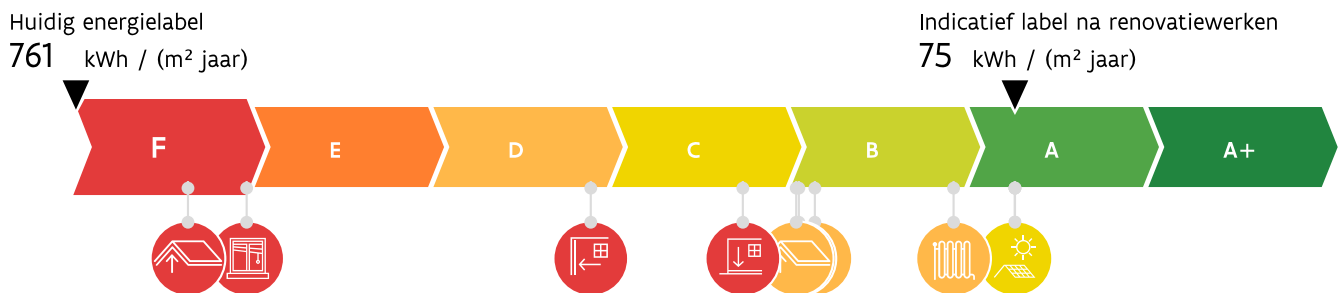 Huidig energielabel
761 kWh / (m² jaar)
Indicatief label na renovatiewerken
75 kWh / (m² jaar)
F E D C B A A+